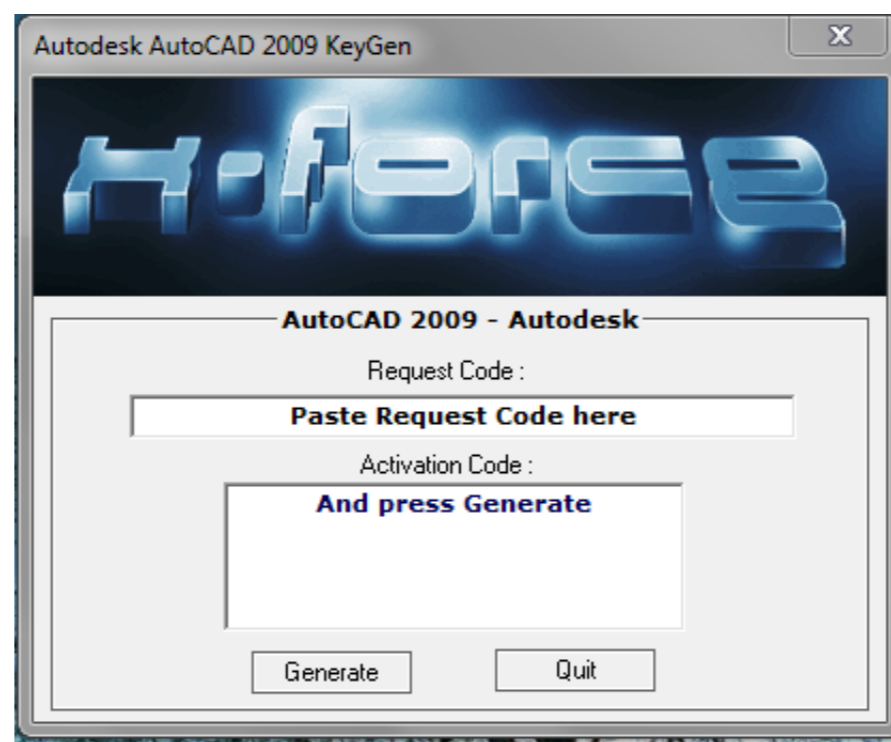 Autodesk AutoCAD 2009 KeyGen
X-force
AutoCAD 2009 - Autodesk
Request Code :
Paste Request Code here
Activation Code :
And press Generate
Generate
Quit